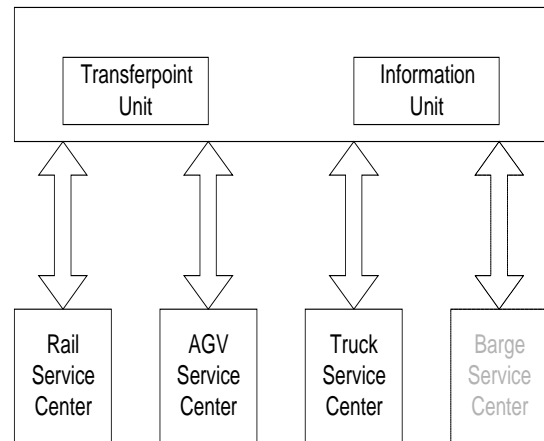 Transferpoint
Unit
Information
Unit
Rail
Service
Center
AGV
Service
Center
Truck
Service
Center
Barge
Service
Center